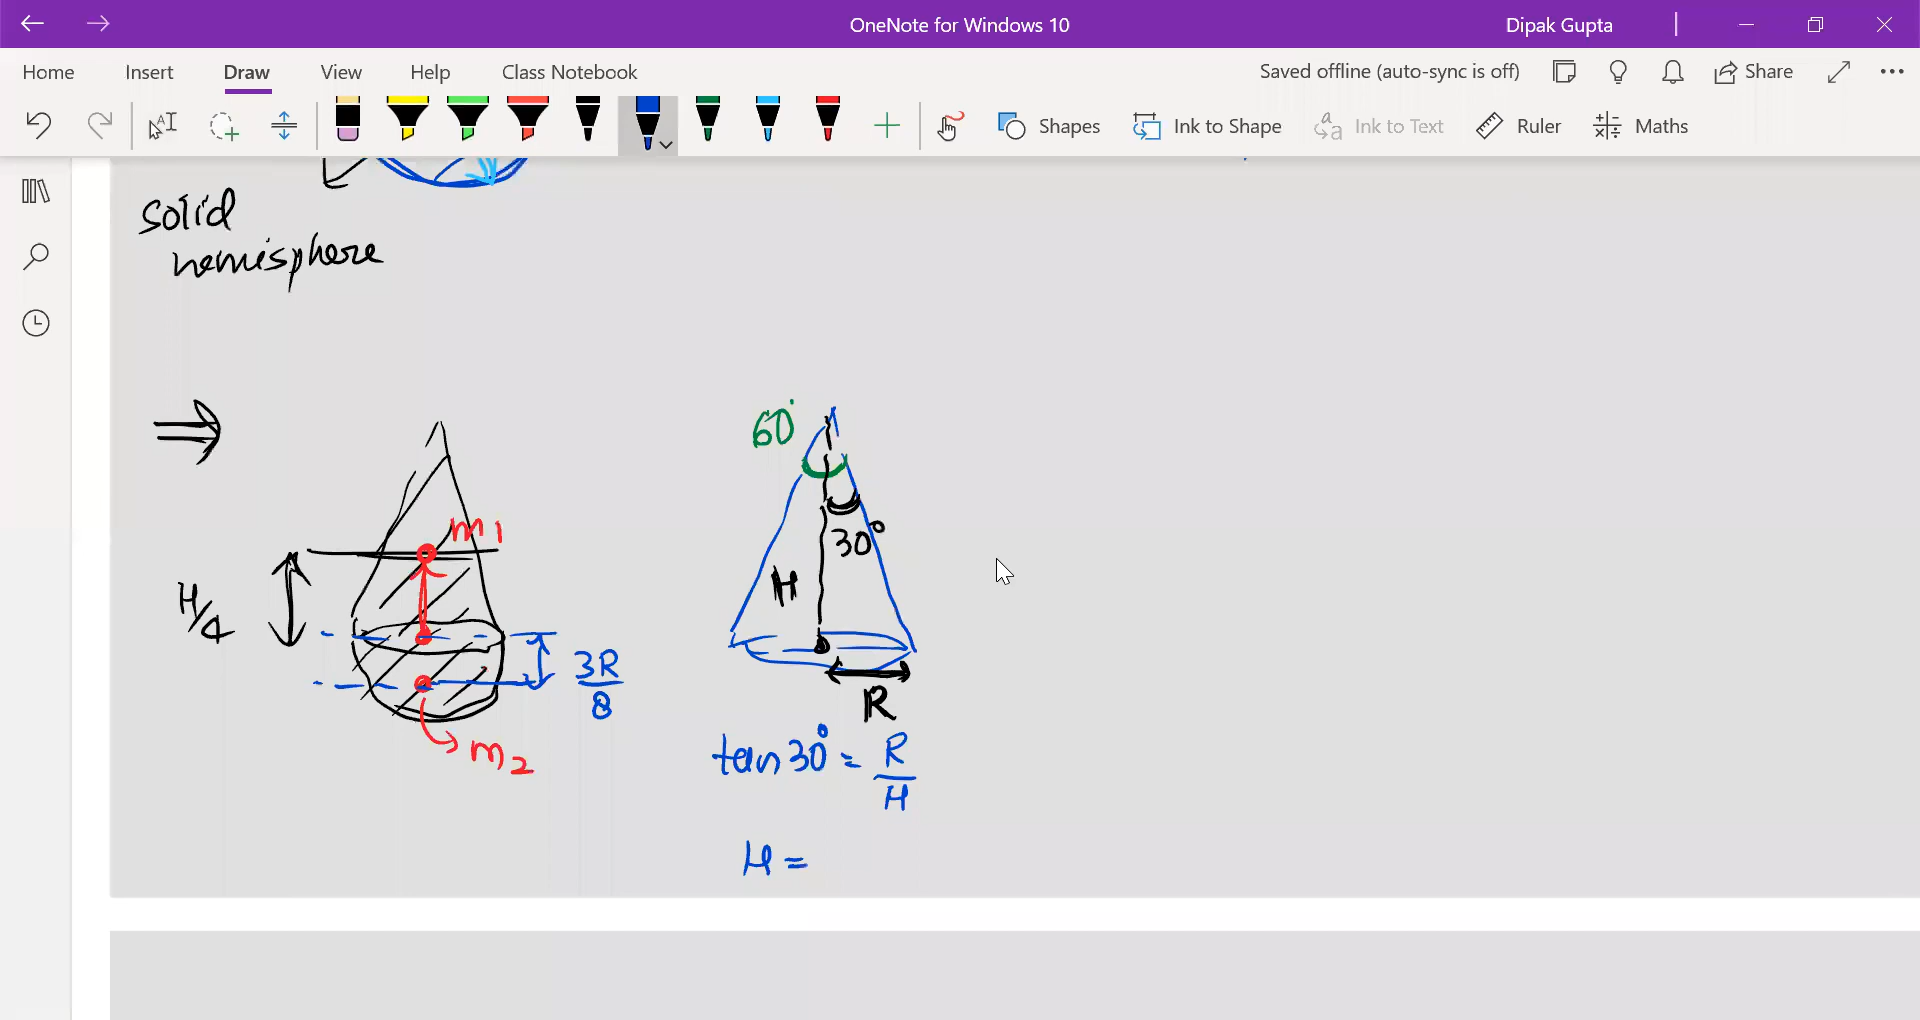 OneNote for Windows 10
Dipak Gupta
Home Insert Draw View Help Class Notebook
Saved offline (auto-sync is off)
Share
Shapes
Ink to Shape
Ink to Text
Ruler
Maths
solid
hemisphere
60°
m1
30°
H
H/4
3R/8
R
m2
tan30° = R/H
H =